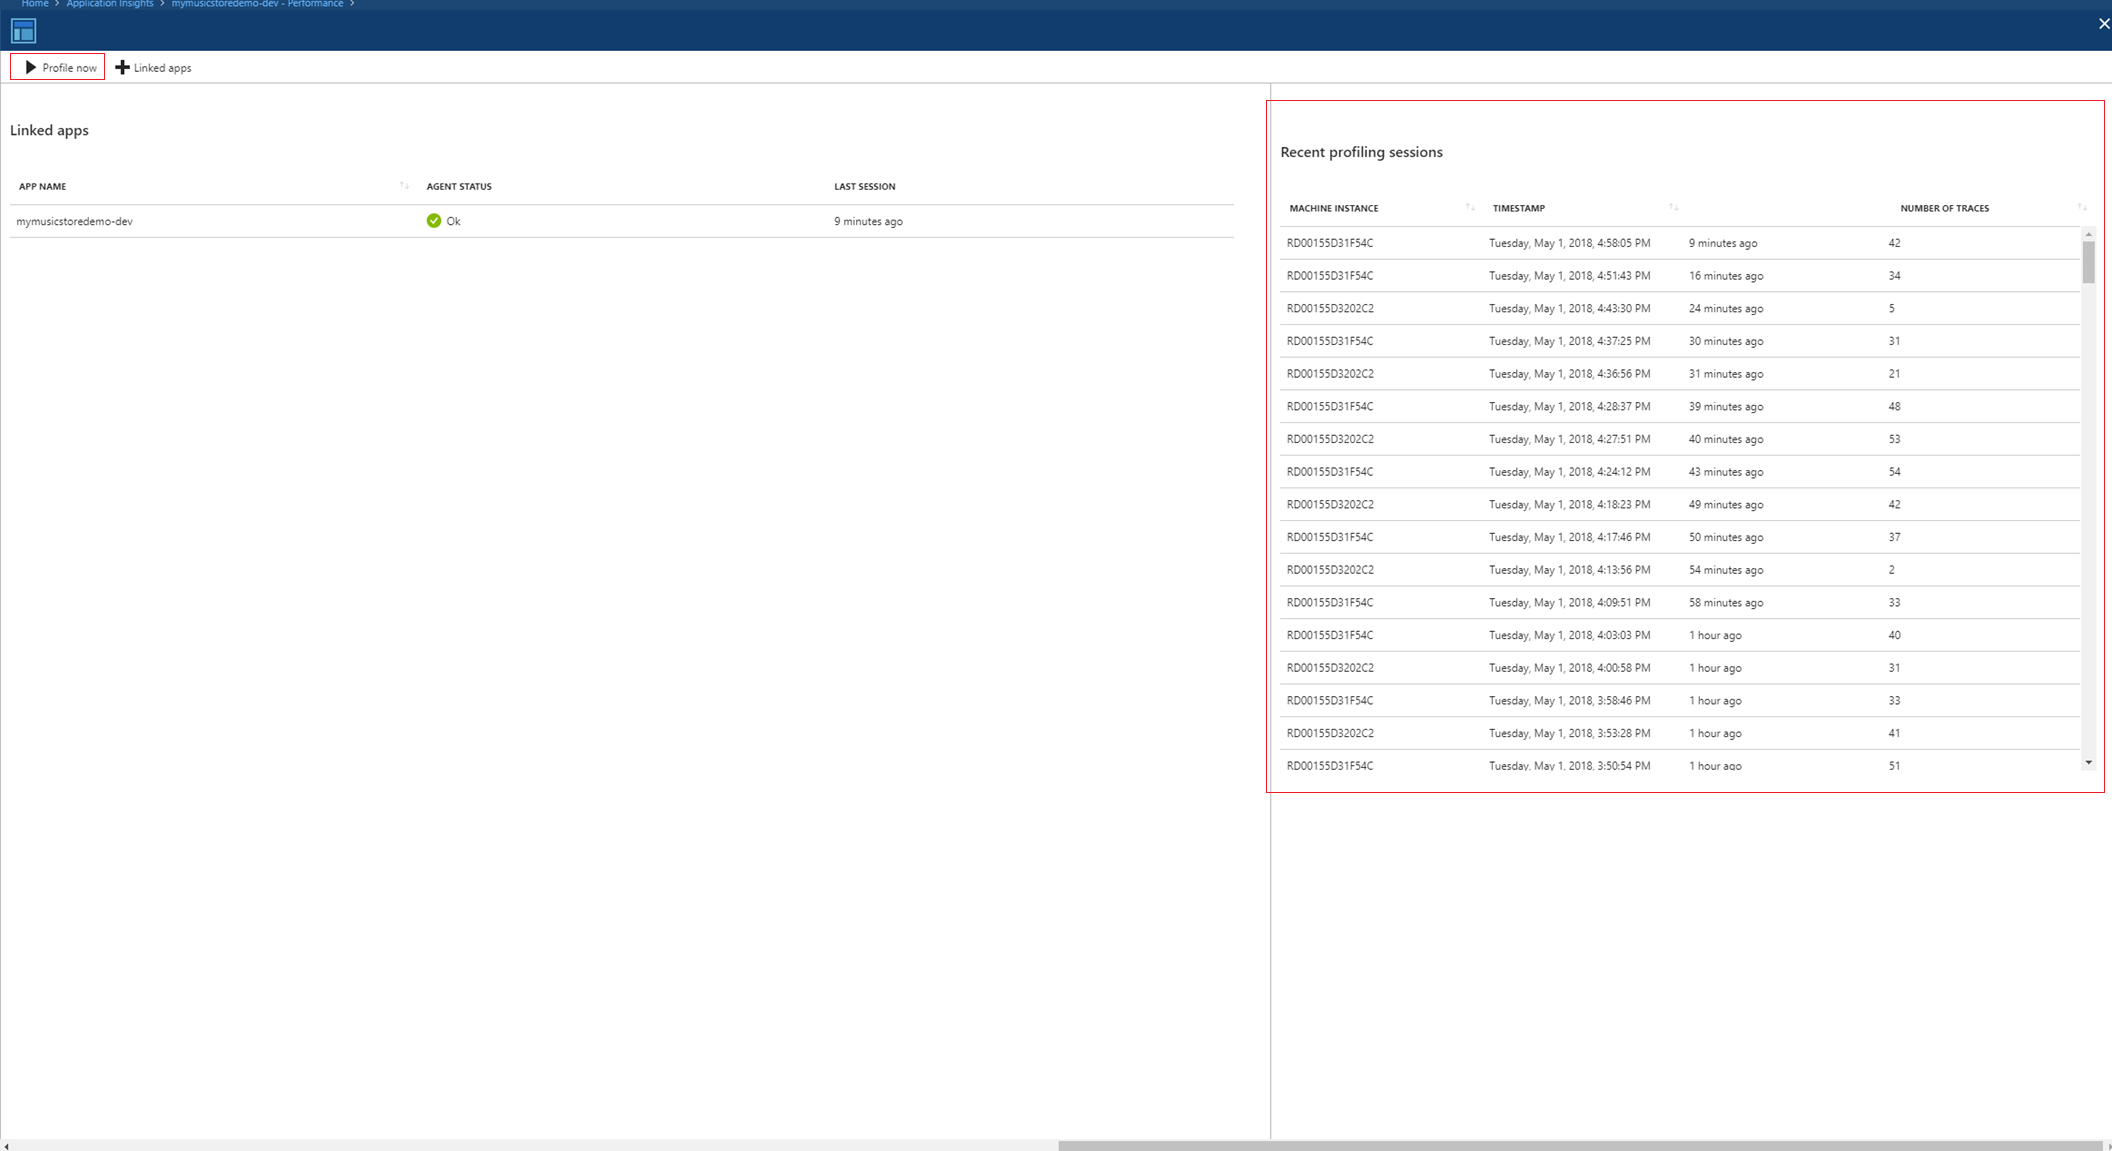 Home > Application Insights > mymusicstoredemo-dev - Performance >
Profile now Linked apps
Linked apps
APP NAME AGENT STATUS LAST SESSION
mymusicstoredemo-dev Ok 9 minutes ago
Recent profiling sessions
MACHINE INSTANCE TIMESTAMP NUMBER OF TRACES
RD00155D31F54C Tuesday, May 1, 2018, 4:58:05 PM 9 minutes ago 42
RD00155D31F54C Tuesday, May 1, 2018, 4:51:43 PM 16 minutes ago 34
RD00155D3202C2 Tuesday, May 1, 2018, 4:43:30 PM 24 minutes ago 5
RD00155D31F54C Tuesday, May 1, 2018, 4:37:25 PM 30 minutes ago 31
RD00155D3202C2 Tuesday, May 1, 2018, 4:36:56 PM 31 minutes ago 21
RD00155D31F54C Tuesday, May 1, 2018, 4:28:37 PM 39 minutes ago 48
RD00155D3202C2 Tuesday, May 1, 2018, 4:27:51 PM 40 minutes ago 53
RD00155D31F54C Tuesday, May 1, 2018, 4:24:12 PM 43 minutes ago 54
RD00155D3202C2 Tuesday, May 1, 2018, 4:18:23 PM 49 minutes ago 42
RD00155D31F54C Tuesday, May 1, 2018, 4:17:46 PM 50 minutes ago 37
RD00155D3202C2 Tuesday, May 1, 2018, 4:13:56 PM 54 minutes ago 2
RD00155D31F54C Tuesday, May 1, 2018, 4:09:51 PM 58 minutes ago 33
RD00155D31F54C Tuesday, May 1, 2018, 4:03:03 PM 1 hour ago 40
RD00155D3202C2 Tuesday, May 1, 2018, 4:00:58 PM 1 hour ago 31
RD00155D31F54C Tuesday, May 1, 2018, 3:58:46 PM 1 hour ago 33
RD00155D3202C2 Tuesday, May 1, 2018, 3:53:28 PM 1 hour ago 41
RD00155D31F54C Tuesday, May 1, 2018, 3:50:54 PM 1 hour ago 51